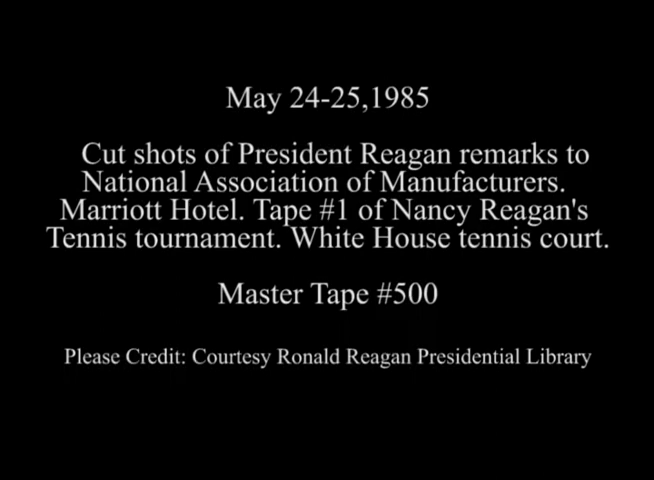 May 24-25,1985
Cut shots of President Reagan remarks to
National Association of Manufacturers.
Marriott Hotel. Tape #1 of Nancy Reagan's
Tennis tournament. White House tennis court.
Master Tape #500
Please Credit: Courtesy Ronald Reagan Presidential Library